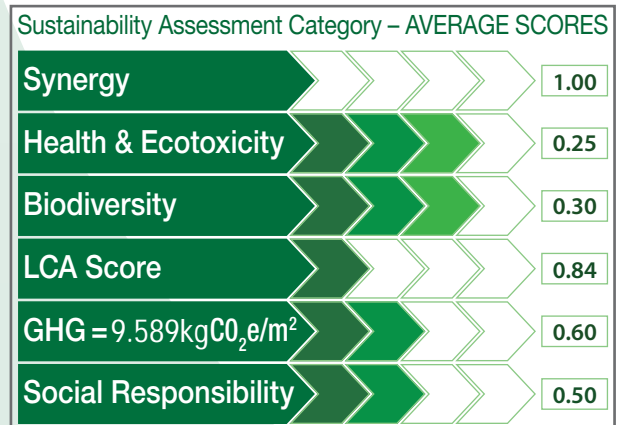 Sustainability Assessment Category – AVERAGE SCORES
Synergy 1.00
Health & Ecotoxicity 0.25
Biodiversity 0.30
LCA Score 0.84
GHG = 9.589kgCO₂e/m² 0.60
Social Responsibility 0.50